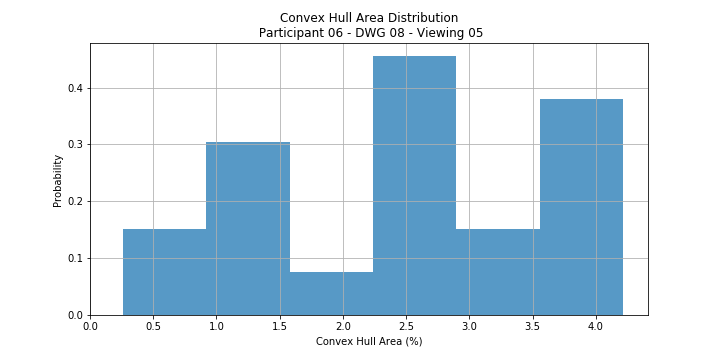 Convex Hull Area Distribution
Participant 06 - DWG 08 - Viewing 05
Probability
0.4
0.3
0.2
0.1
0.0
0.0 0.5 1.0 1.5 2.0 2.5 3.0 3.5 4.0
Convex Hull Area (%)